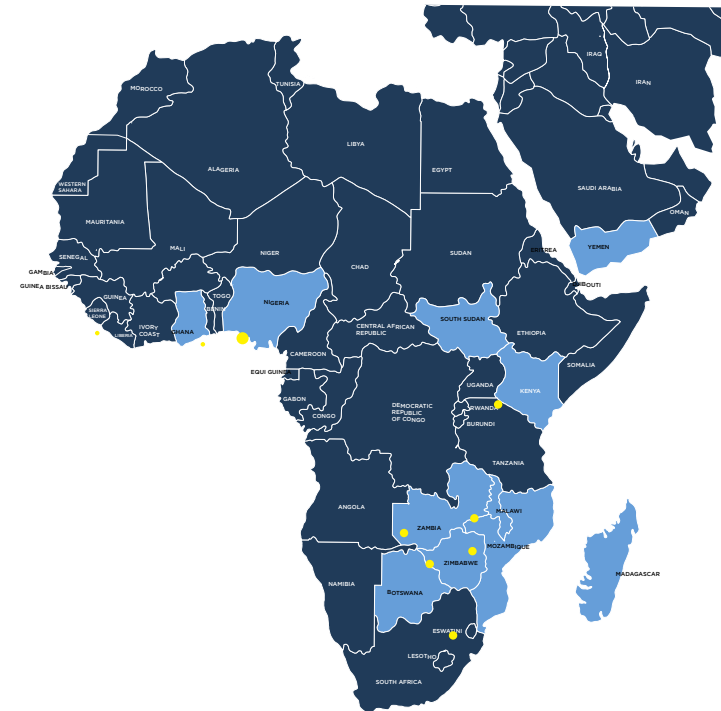 IRAQ
IRAN
TUNISIA
MOROCCO
LIBYA
ALAGERIA
EGYPT
WESTERN
SAHARA
SAUDI ARABIA
OMAN
MAURITANIA
MALI
NIGER
SUDAN
ERITREA
YEMEN
SENEGAL
CHAD
GAMBIA
GUINEA BISSAU
GUINEA
DJIBOUTI
TOGO
NIGERIA
BENIN
SIERRA
LEONE
LIBERIA
IVORY
COAST
GHANA
SOUTH SUDAN
CENTRAL AFRICAN
REPUBLIC
ETHIOPIA
CAMEROON
SOMALIA
EQUI GUINEA
UGANDA
KENYA
GABON
CONGO
DEMOCRATIC
REPUBLIC
OF CONGO
RWANDA
BURUNDI
TANZANIA
ANGOLA
MALAWI
ZAMBIA
MOZAMBIQUE
ZIMBABWE
MADAGASCAR
NAMIBIA
BOTSWANA
ESWATINI
LESOTHO
SOUTH AFRICA